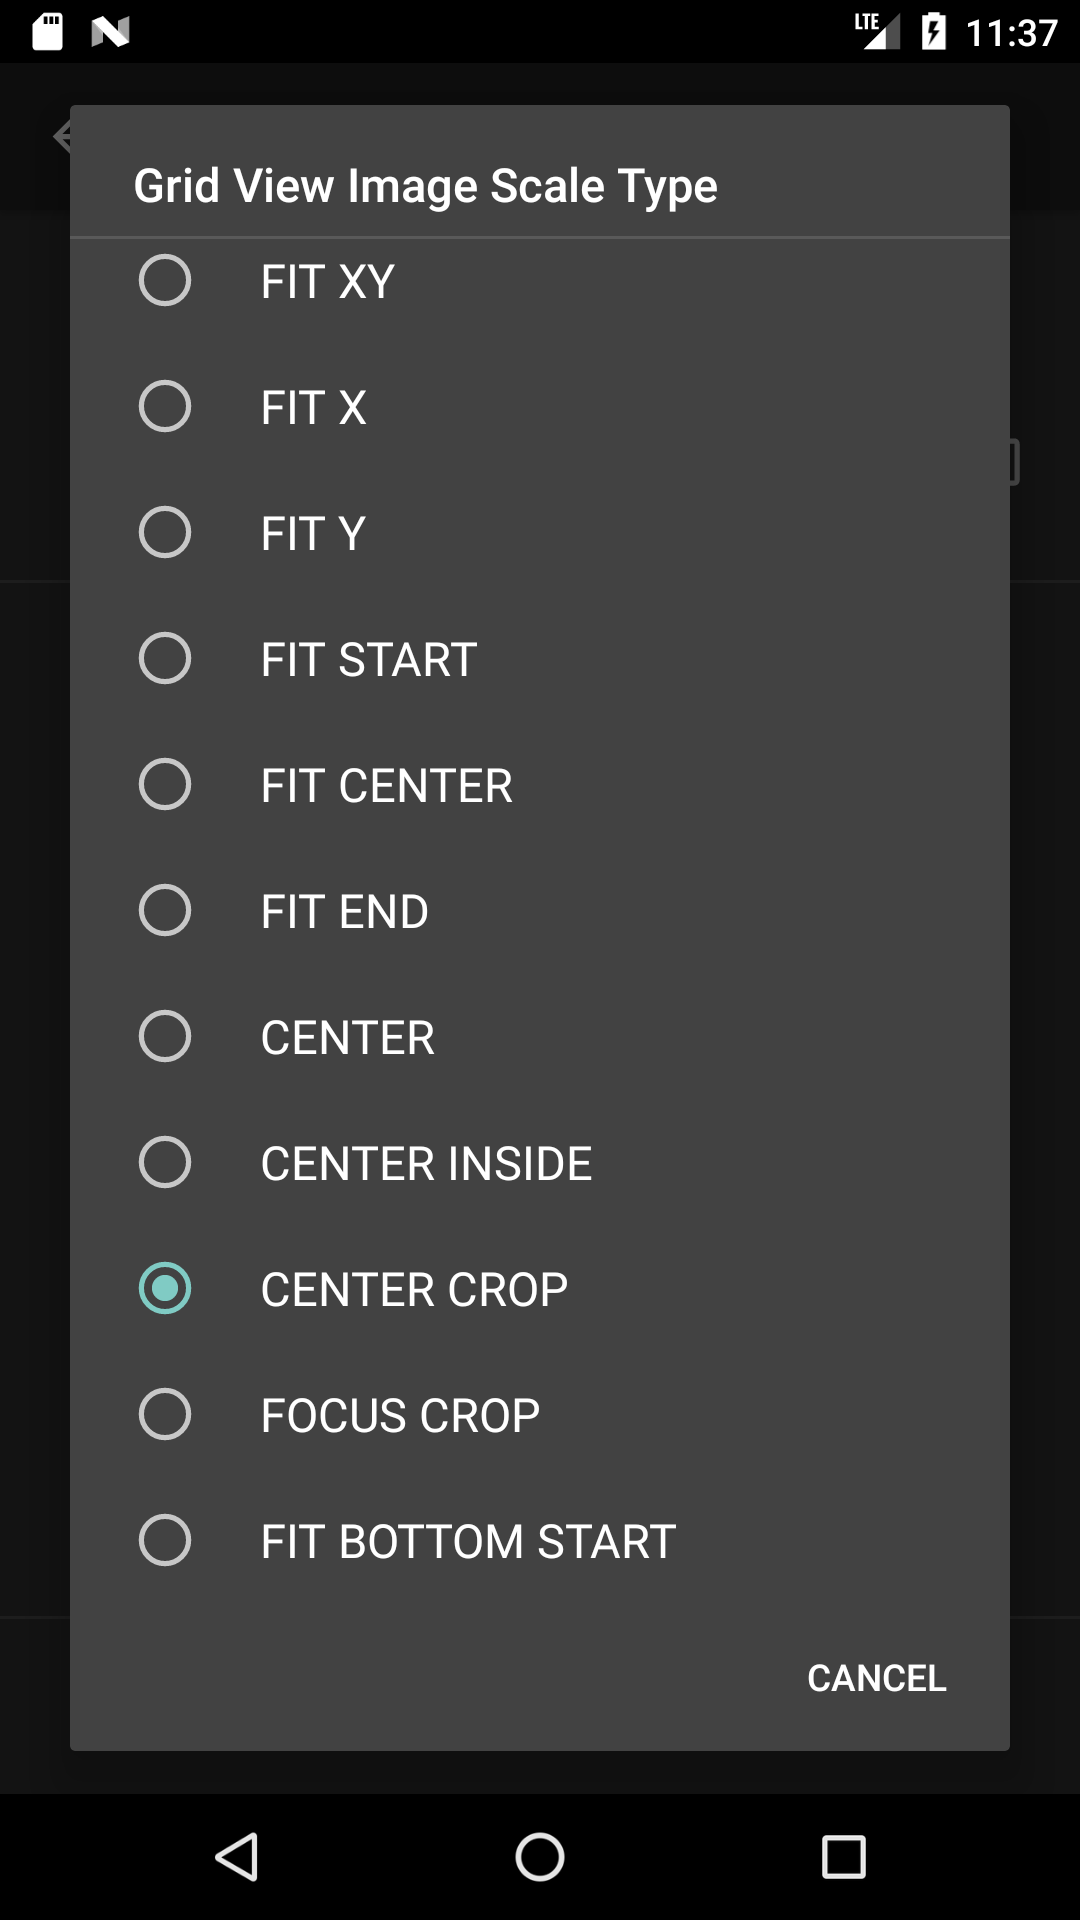 LTE 11:37
Grid View Image Scale Type
FIT XY
FIT X
FIT Y
FIT START
FIT CENTER
FIT END
CENTER
CENTER INSIDE
CENTER CROP
FOCUS CROP
FIT BOTTOM START
CANCEL